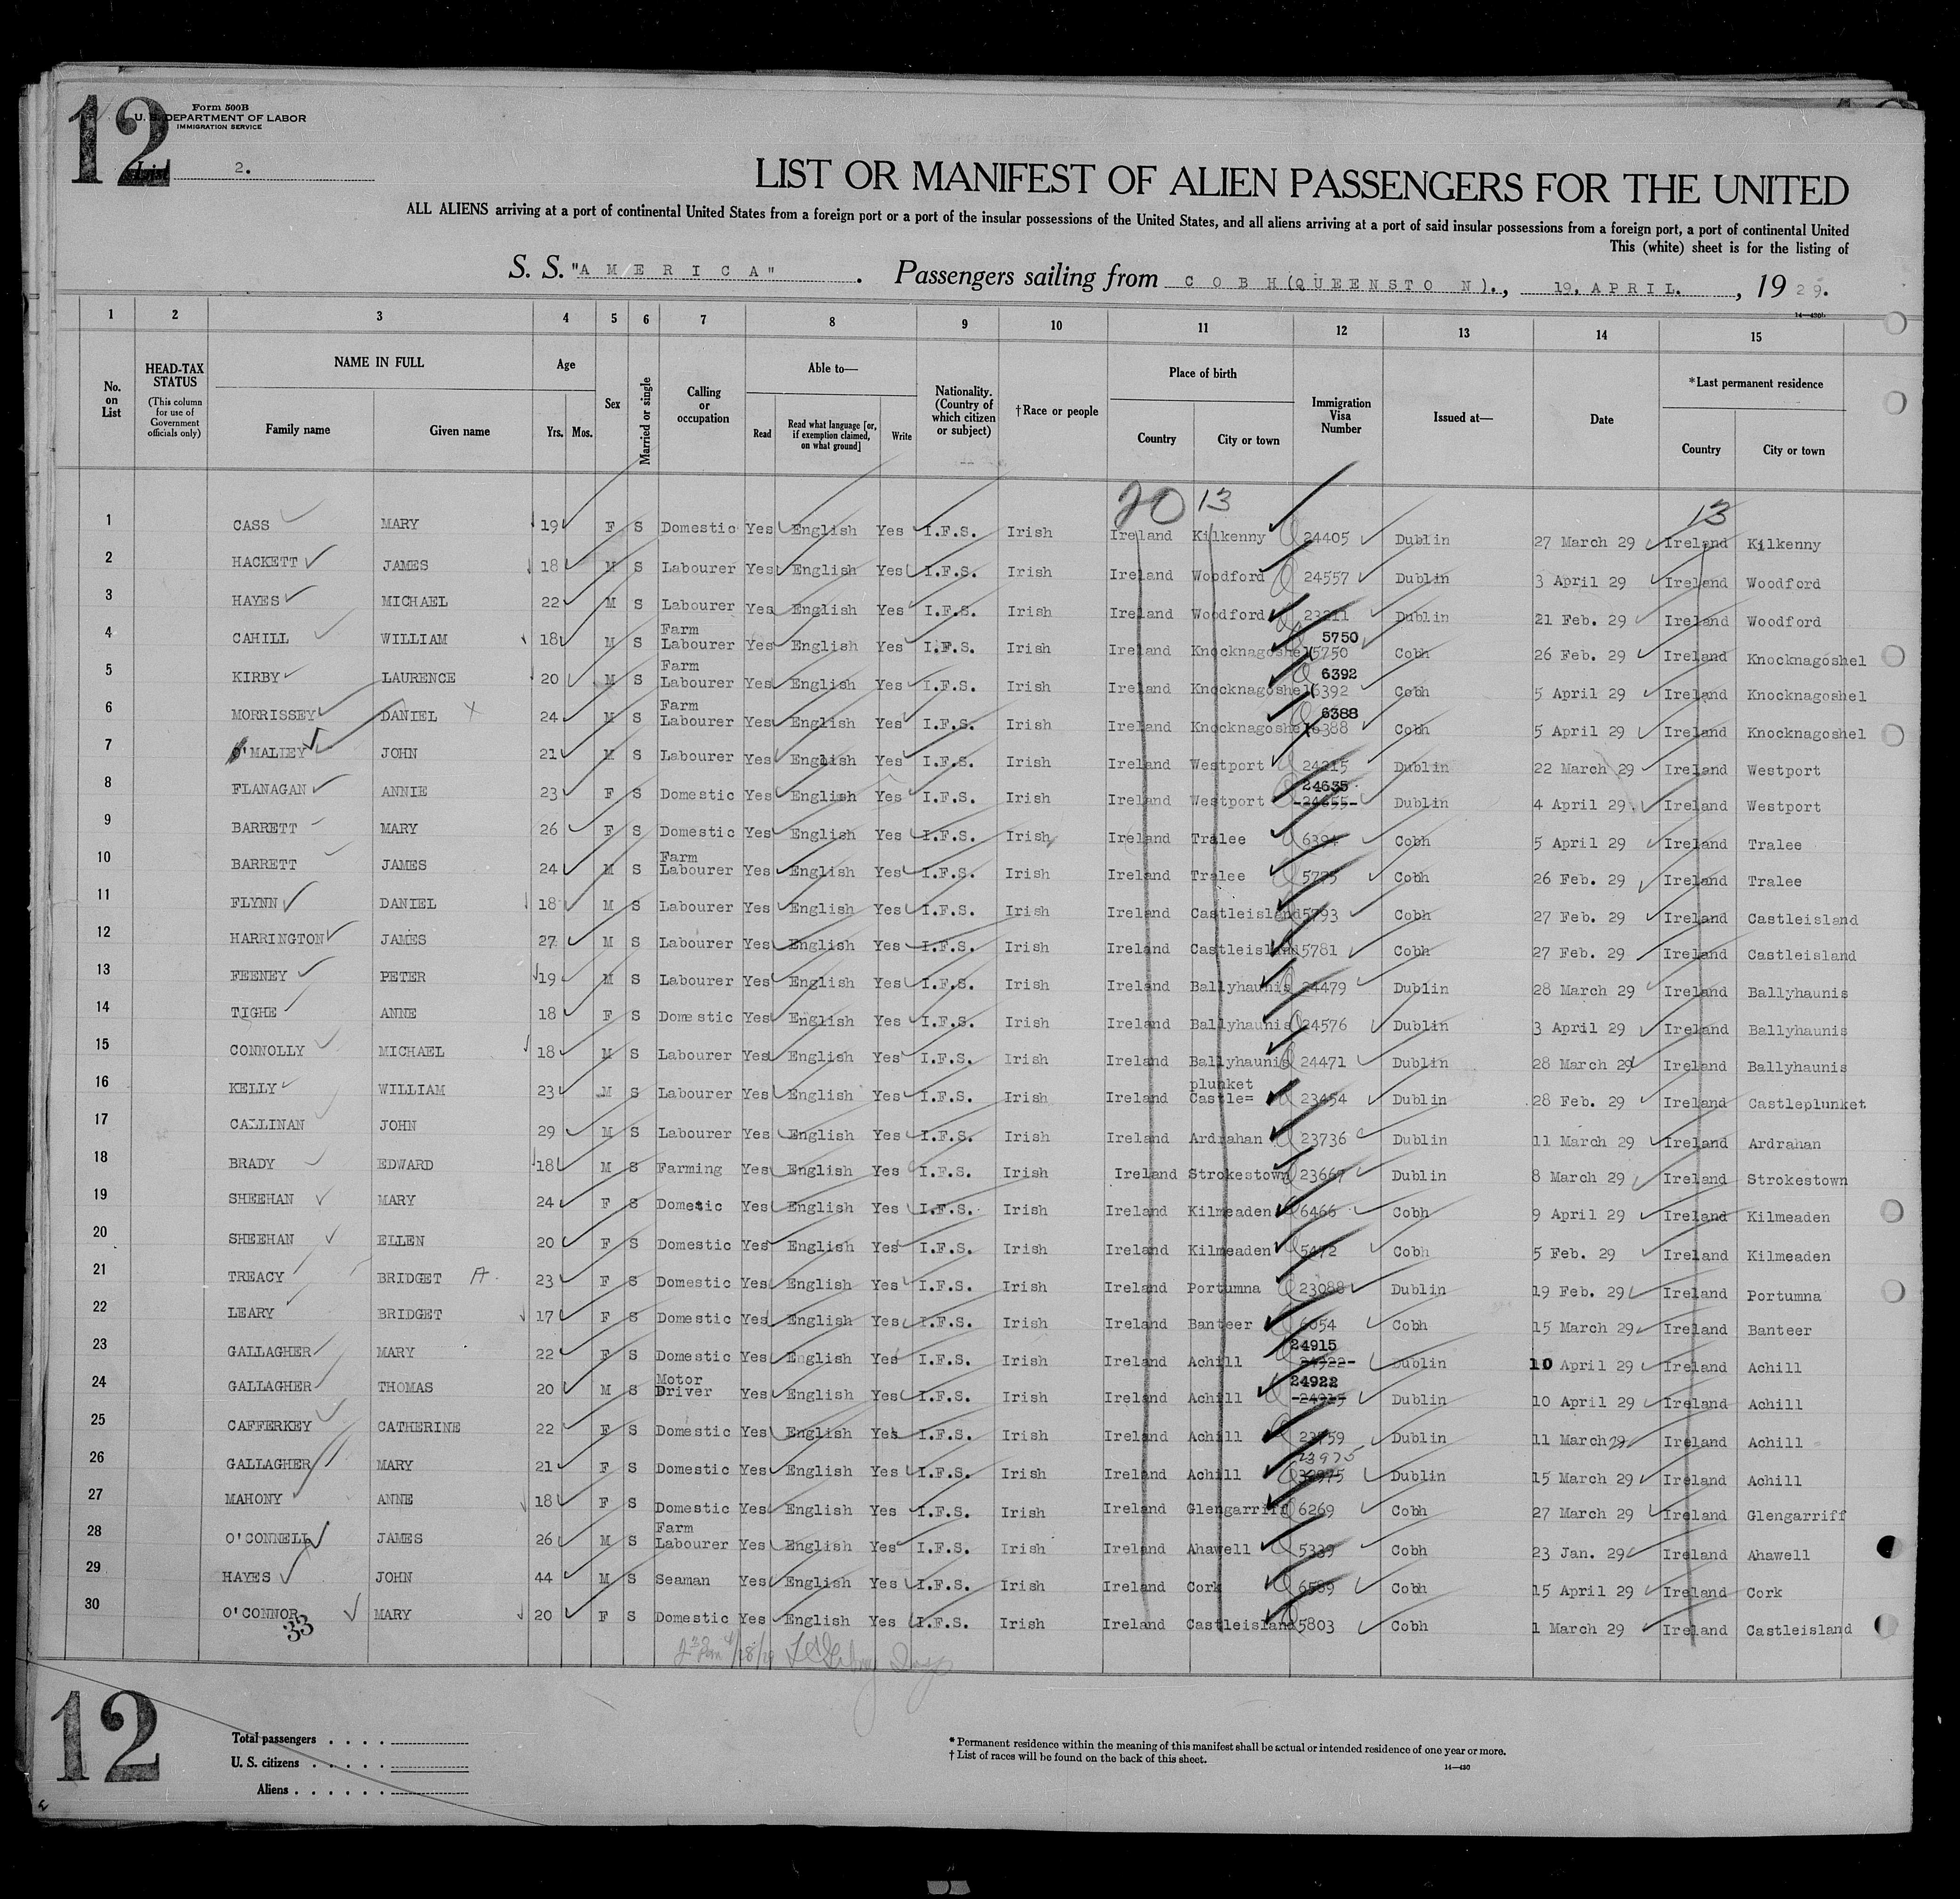 12
Form 500B
U. S. DEPARTMENT OF LABOR
IMMIGRATION SERVICE
List 2.
LIST OR MANIFEST OF ALIEN PASSENGERS FOR THE UNITED
ALL ALIENS arriving at a port of continental United States from a foreign port or a port of the insular possessions of the United States, and all aliens arriving at a port of said insular possessions from a foreign port, a port of continental United
This (white) sheet is for the listing of
S. S. "AMERICA". Passengers sailing from COBH(QUEENSTO N)., 19. APRIL., 1929.
14—430b
1 2 3 4 5 6 7 8 9 10 11 12 13 14 15
No. on List HEAD-TAX STATUS (This column for use of Government officials only) NAME IN FULL Family name Given name Age Yrs. Mos. Sex Married or single Calling or occupation Able to— Read Read what language [or, if exemption claimed, on what ground] Write Nationality. (Country of which citizen or subject) †Race or people Place of birth Country City or town Immigration Visa Number Issued at— Date *Last permanent residence Country City or town
20 13 13
1 CASS MARY 19 F S Domestic Yes English Yes I.F.S. Irish Ireland Kilkenny 24405 Dublin 27 March 29 Ireland Kilkenny
2 HACKETT JAMES 18 M S Labourer Yes English Yes I.F.S. Irish Ireland Woodford 24557 Dublin 3 April 29 Ireland Woodford
3 HAYES MICHAEL 22 M S Labourer Yes English Yes I.F.S. Irish Ireland Woodford Dublin 21 Feb. 29 Ireland Woodford
4 CAHILL WILLIAM 18 M S Farm Labourer Yes English Yes I.F.S. Irish Ireland Knocknagoshel 5750 5750 Cobh 26 Feb. 29 Ireland Knocknagoshel
5 KIRBY LAURENCE 20 M S Farm Labourer Yes English Yes I.F.S. Irish Ireland Knocknagoshel 6392 6392 Cobh 5 April 29 Ireland Knocknagoshel
6 MORRISSEY DANIEL X 24 M S Farm Labourer Yes English Yes I.F.S. Irish Ireland Knocknagoshel 6388 6388 Cobh 5 April 29 Ireland Knocknagoshel
7 O'MALLEY JOHN 21 M S Labourer Yes English Yes I.F.S. Irish Ireland Westport 24215 Dublin 22 March 29 Ireland Westport
8 FLANAGAN ANNIE 23 F S Domestic Yes English Yes I.F.S. Irish Ireland Westport 24635 Dublin 4 April 29 Ireland Westport
9 BARRETT MARY 26 F S Domestic Yes English Yes I.F.S. Irish Ireland Tralee 6394 Cobh 5 April 29 Ireland Tralee
10 BARRETT JAMES 24 M S Farm Labourer Yes English Yes I.F.S. Irish Ireland Tralee Cobh 26 Feb. 29 Ireland Tralee
11 FLYNN DANIEL 18 M S Labourer Yes English Yes I.F.S. Irish Ireland Castleisland 5793 Cobh 27 Feb. 29 Ireland Castleisland
12 HARRINGTON JAMES 27 M S Labourer Yes English Yes I.F.S. Irish Ireland Castleisland 5781 Cobh 27 Feb. 29 Ireland Castleisland
13 FEENEY PETER 19 M S Labourer Yes English Yes I.F.S. Irish Ireland Ballyhaunis 24479 Dublin 28 March 29 Ireland Ballyhaunis
14 TIGHE ANNE 18 F S Domestic Yes English Yes I.F.S. Irish Ireland Ballyhaunis 24576 Dublin 3 April 29 Ireland Ballyhaunis
15 CONNOLLY MICHAEL 18 M S Labourer Yes English Yes I.F.S. Irish Ireland Ballyhaunis 24471 Dublin 28 March 29 Ireland Ballyhaunis
16 KELLY WILLIAM 23 M S Labourer Yes English Yes I.F.S. Irish Ireland plunket Castle= 23454 Dublin 28 Feb. 29 Ireland Castleplunket
17 CALLINAN JOHN 29 M S Labourer Yes English Yes I.F.S. Irish Ireland Ardrahan 23736 Dublin 11 March 29 Ireland Ardrahan
18 BRADY EDWARD 18 M S Farming Yes English Yes I.F.S. Irish Ireland Strokestown 23667 Dublin 8 March 29 Ireland Strokestown
19 SHEEHAN MARY 24 F S Domestic Yes English Yes I.F.S. Irish Ireland Kilmeaden 6466 Cobh 9 April 29 Ireland Kilmeaden
20 SHEEHAN ELLEN 20 F S Domestic Yes English Yes I.F.S. Irish Ireland Kilmeaden 5472 Cobh 5 Feb. 29 Ireland Kilmeaden
21 TREACY BRIDGET A. 23 F S Domestic Yes English Yes I.F.S. Irish Ireland Portumna 23088 Dublin 19 Feb. 29 Ireland Portumna
22 LEARY BRIDGET 17 F S Domestic Yes English Yes I.F.S. Irish Ireland Banteer 6054 Cobh 15 March 29 Ireland Banteer
23 GALLAGHER MARY 22 F S Domestic Yes English Yes I.F.S. Irish Ireland Achill 24915 24922 Dublin 10 April 29 Ireland Achill
24 GALLAGHER THOMAS 20 M S Motor Driver Yes English Yes I.F.S. Irish Ireland Achill 24922 24915 Dublin 10 April 29 Ireland Achill
25 CAFFERKEY CATHERINE 22 F S Domestic Yes English Yes I.F.S. Irish Ireland Achill Dublin 11 March 29 Ireland Achill
26 GALLAGHER MARY 21 F S Domestic Yes English Yes I.F.S. Irish Ireland Achill 23975 Dublin 15 March 29 Ireland Achill
27 MAHONY ANNE 18 F S Domestic Yes English Yes I.F.S. Irish Ireland Glengarriff 6269 Cobh 27 March 29 Ireland Glengarriff
28 O'CONNELL JAMES 26 M S Farm Labourer Yes English Yes I.F.S. Irish Ireland Ahawell 5339 Cobh 23 Jan. 29 Ireland Ahawell
29 HAYES JOHN 44 M S Seaman Yes English Yes I.F.S. Irish Ireland Cork 6589 Cobh 15 April 29 Ireland Cork
30 O'CONNOR MARY 20 F S Domestic Yes English Yes I.F.S. Irish Ireland Castleisland 5803 Cobh 1 March 29 Ireland Castleisland
33
12
Total passengers . . . .
U. S. citizens . . . . .
Aliens . . . . . .
* Permanent residence within the meaning of this manifest shall be actual or intended residence of one year or more.
† List of races will be found on the back of this sheet.
14—430